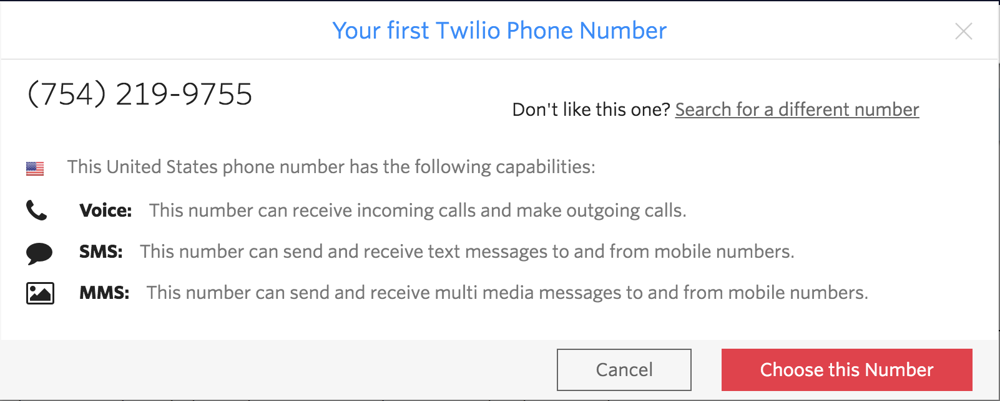 Your first Twilio Phone Number
(754) 219-9755
Don't like this one? Search for a different number
This United States phone number has the following capabilities:
Voice: This number can receive incoming calls and make outgoing calls.
SMS: This number can send and receive text messages to and from mobile numbers.
MMS: This number can send and receive multi media messages to and from mobile numbers.
Cancel
Choose this Number